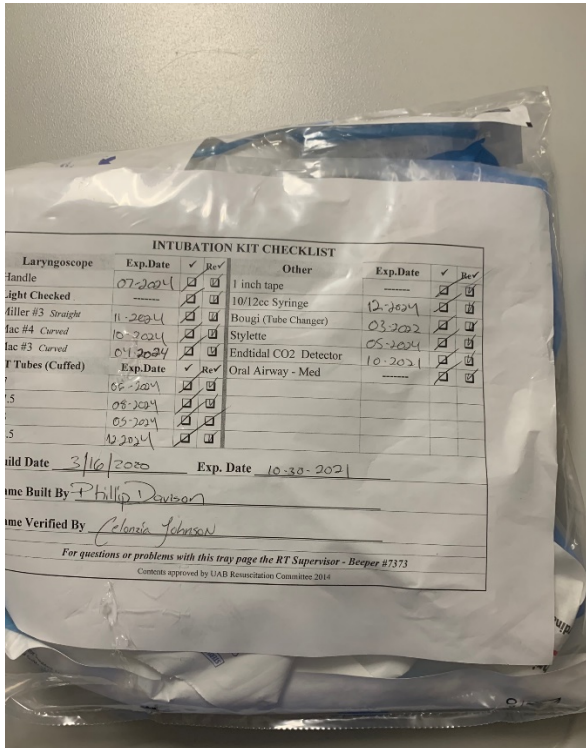 INTUBATION KIT CHECKLIST
Laryngoscope Exp.Date ✓ Re✓ Other Exp.Date ✓ Re✓
Handle 07-2024 1 inch tape --------
Light Checked -------- 10/12cc Syringe 12-2024
Miller #3 Straight 11-2024 Bougi (Tube Changer) 03-2022
Mac #4 Curved 10-2024 Stylette 05-2024
Mac #3 Curved 04 2024 Endtidal CO2 Detector 10-2021
T Tubes (Cuffed) Exp.Date ✓ Re✓ Oral Airway - Med --------
06-2024
.5 08-2024
05-2024
.5 12 2024
uild Date 3/16/2020 Exp. Date 10-30-2021
ame Built By Phillip Davison
ame Verified By Celonzia Johnson
For questions or problems with this tray page the RT Supervisor - Beeper #7373
Contents approved by UAB Resuscitation Committee 2014